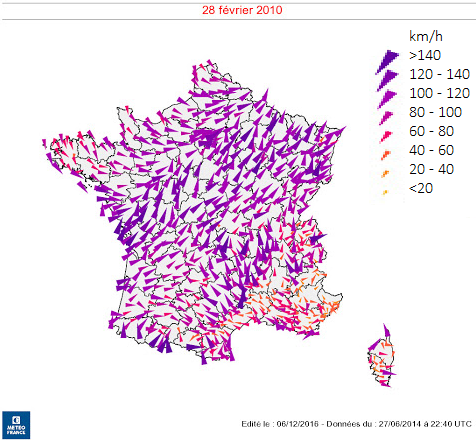 28 février 2010
km/h
>140
120 - 140
100 - 120
80 - 100
60 - 80
40 - 60
20 - 40
<20
METEO
FRANCE
Edité le : 06/12/2016 - Données du : 27/06/2014 à 22:40 UTC